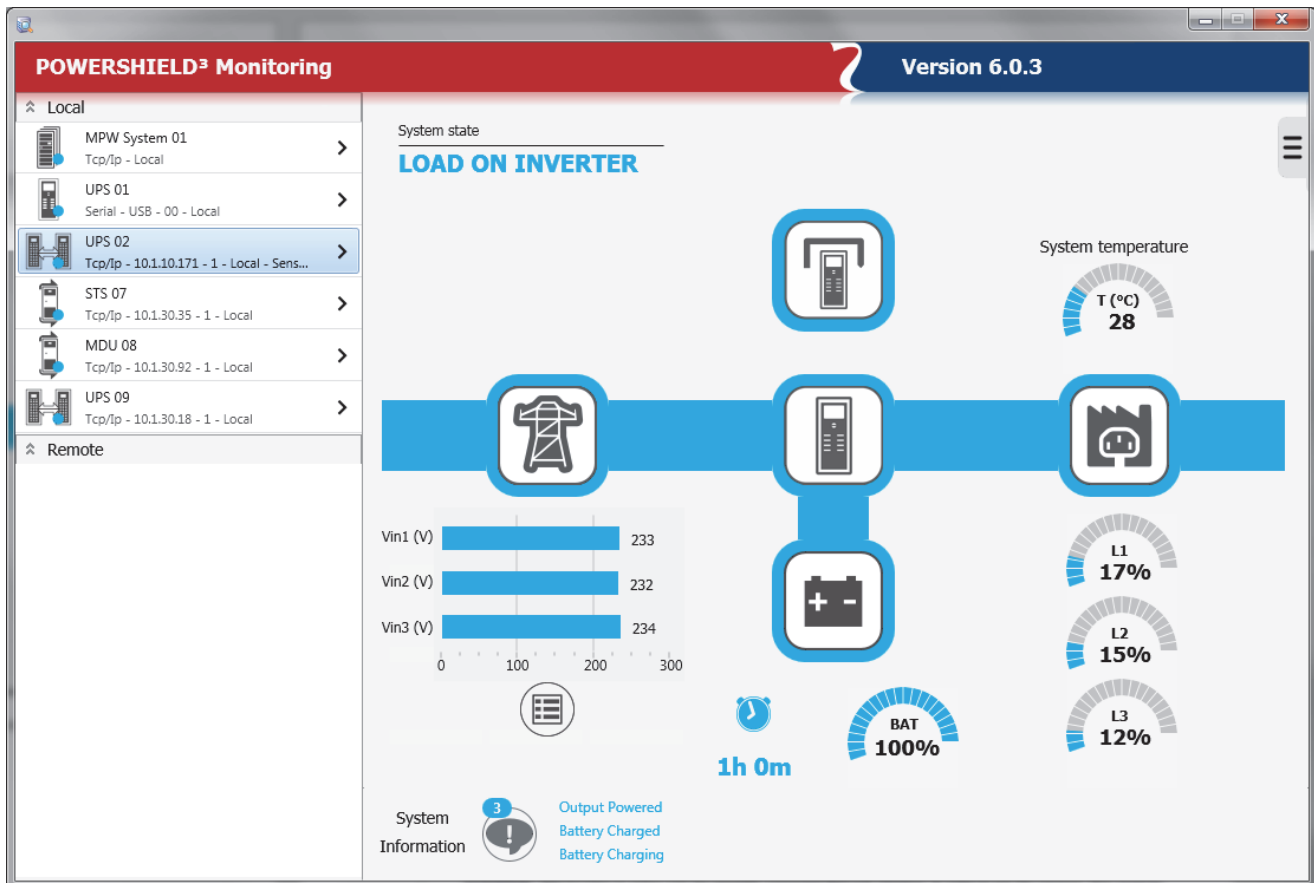 POWERSHIELD³ Monitoring
Version 6.0.3
Local
MPW System 01
Tcp/Ip - Local
UPS 01
Serial - USB - 00 - Local
UPS 02
Tcp/Ip - 10.1.10.171 - 1 - Local - Sens...
STS 07
Tcp/Ip - 10.1.30.35 - 1 - Local
MDU 08
Tcp/Ip - 10.1.30.92 - 1 - Local
UPS 09
Tcp/Ip - 10.1.30.18 - 1 - Local
Remote
System state
LOAD ON INVERTER
System temperature
T (°C)
28
Vin1 (V) 233
Vin2 (V) 232
Vin3 (V) 234
0 100 200 300
L1
17%
L2
15%
L3
12%
1h 0m
BAT
100%
System
Information
3
Output Powered
Battery Charged
Battery Charging